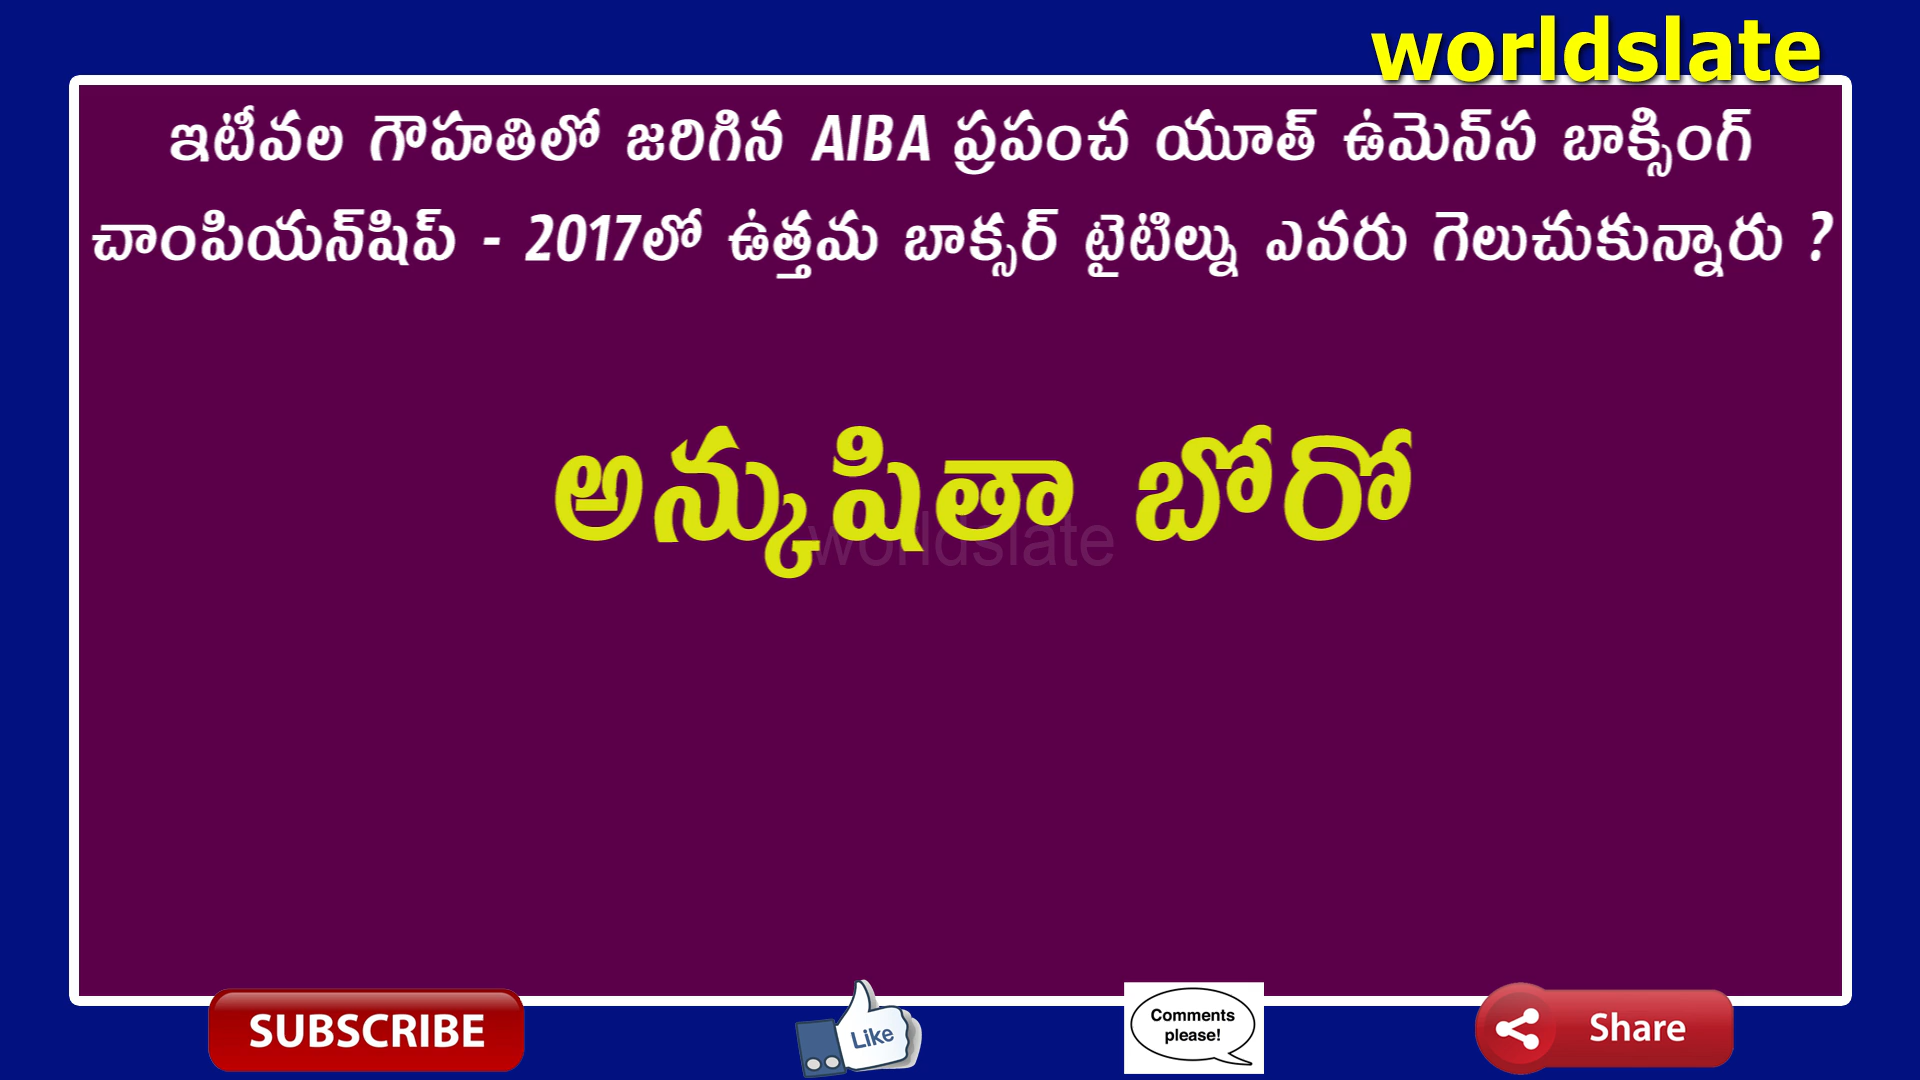 worldslate
ఇటీవల గౌహతిలో జరిగిన AIBA ప్రపంచ యూత్ ఉమెన్‌స బాక్సింగ్
చాంపియన్‌షిప్ - 2017లో ఉత్తమ బాక్సర్ టైటిల్ను ఎవరు గెలుచుకున్నారు ?
అన్కుషితా బోరో
worldslate
SUBSCRIBE
Like
Comments
please!
Share